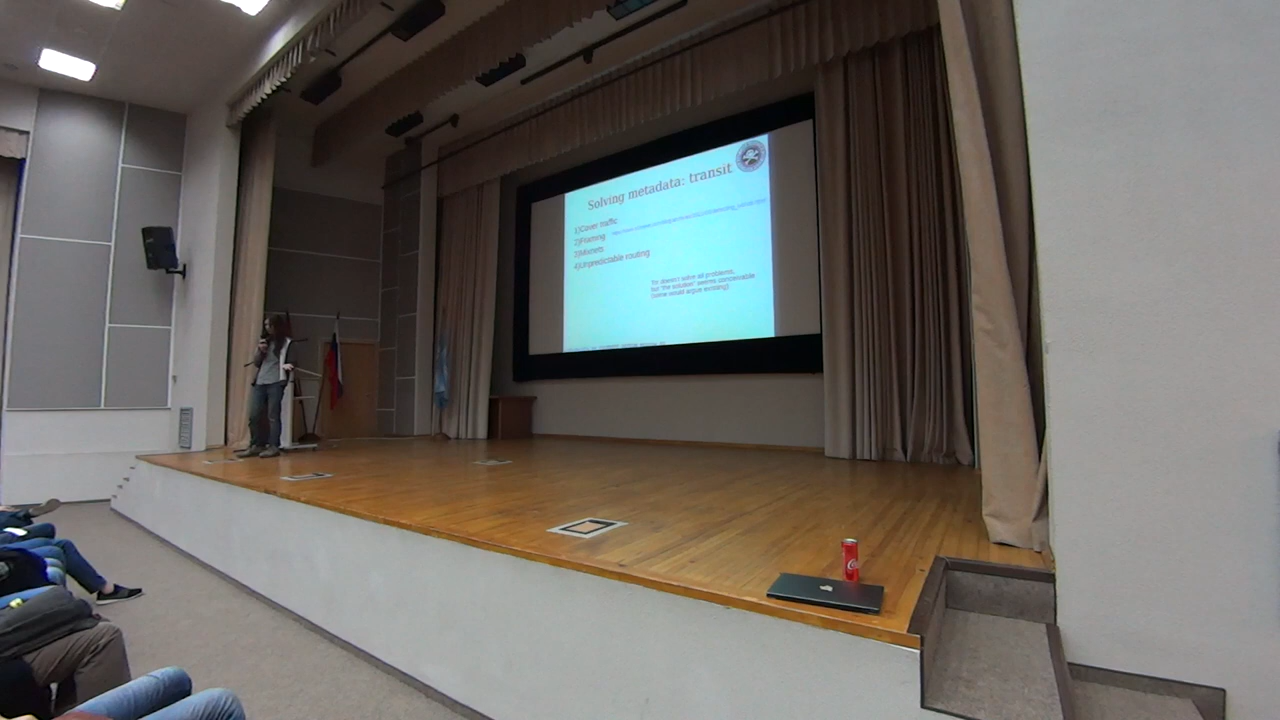 Solving metadata: transit
1)Cover traffic
2)Framing
3)Mixnets
4)Unpredictable routing
Tor doesn't solve all problems,
but "the solution" seems conceivable
(some would argue existing)